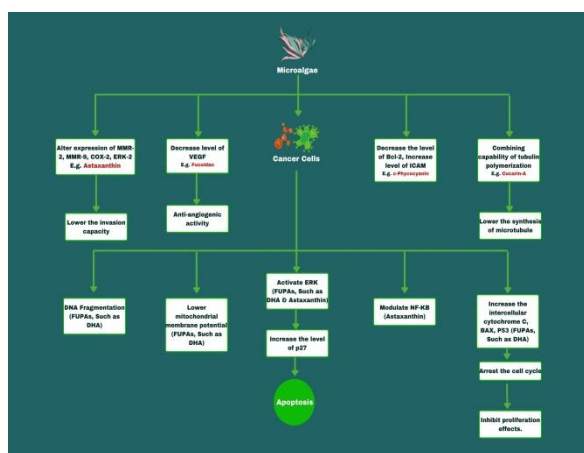 Microalgae
Alter expression of MMR-
2, MMR-9, COX-2, ERK-2
E.g. Astaxanthin
Decrease level of
VEGF
E.g. Fucoidan
Cancer Cells
Decrease the level
of Bcl-2, Increase
level of ICAM
E.g. c-Phycocyanin
Combining
capability of tubulin
polymerization
E.g. Cucarin-A
Lower the invasion
capacity
Anti-angiogenic
activity
Lower the synthesis
of microtubule
DNA Fragmentation
(FUPAs, Such as
DHA)
Lower
mitochondrial
membrane potential
(FUPAs, Such as
DHA)
Activate ERK
(FUPAs, Such as
DHA & Astaxanthin)
Modulate NF-KB
(Astaxanthin)
Increase the
intercellular
cytochrome C,
BAX, P53 (FUPAs,
Such as DHA)
Increase the level
of p27
Arrest the cell cycle
Apoptosis
Inhibit proliferation
effects.